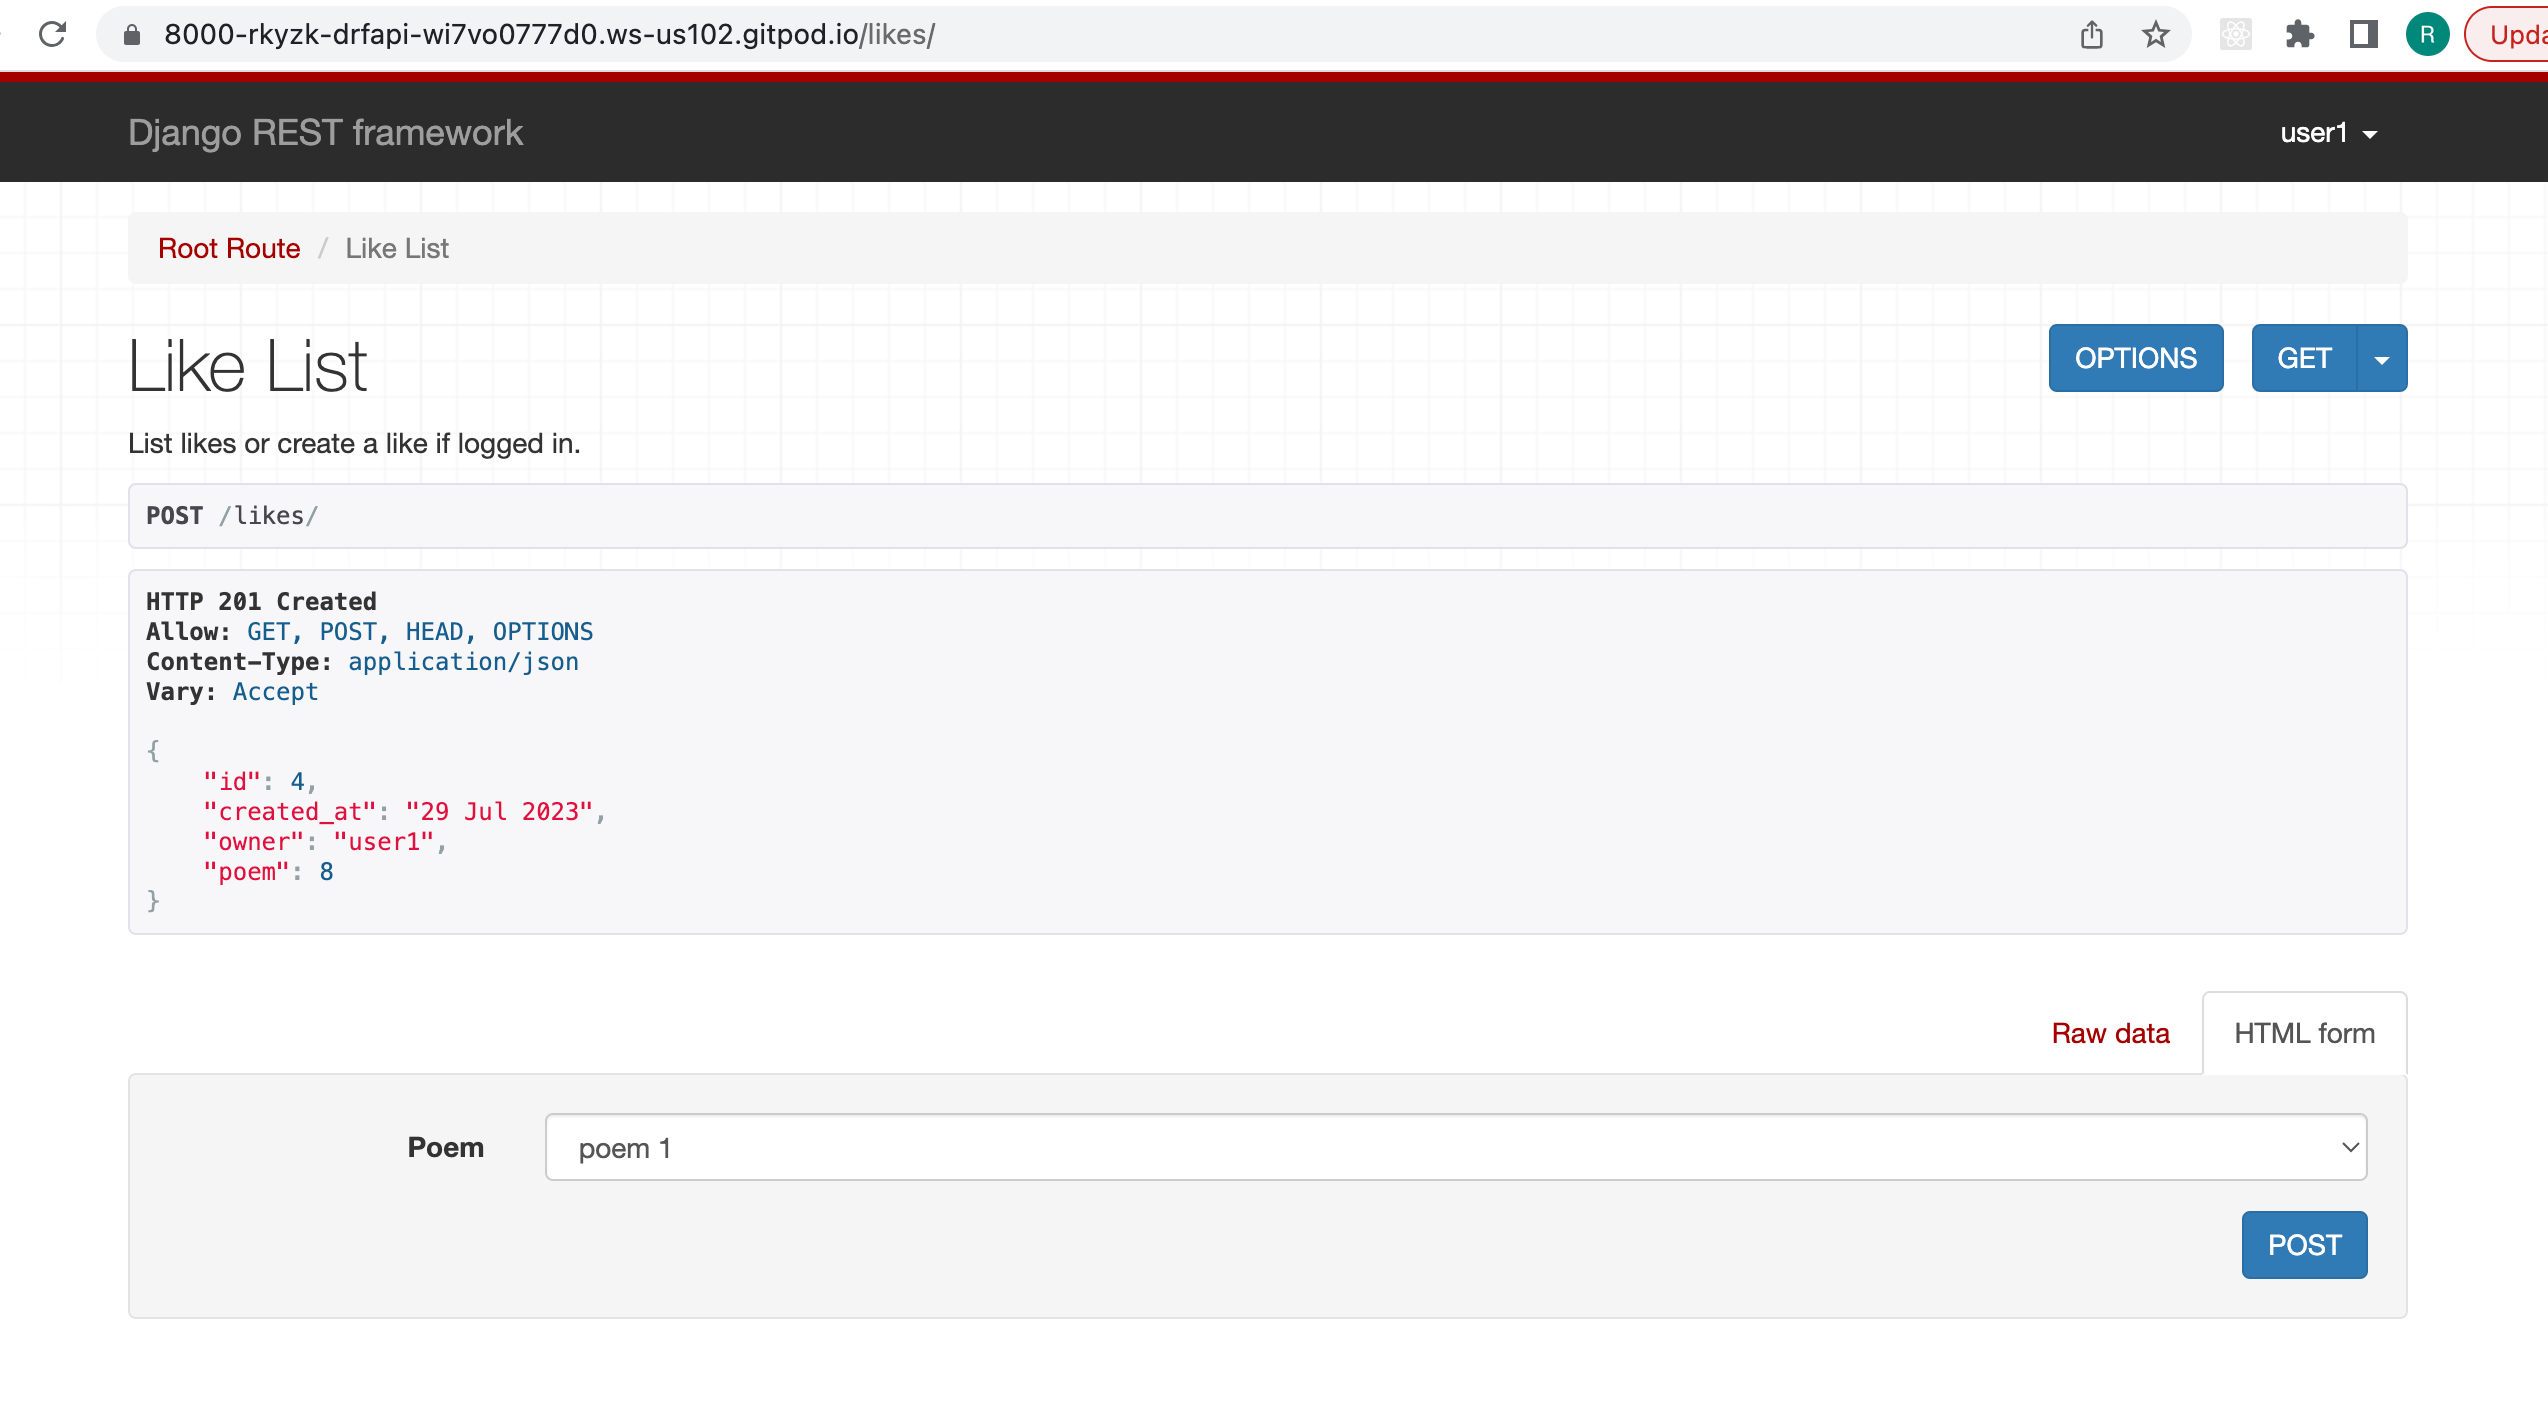 8000-rkyzk-drfapi-wi7vo0777d0.ws-us102.gitpod.io/likes/
R
Upda
Django REST framework
user1
Root Route / Like List
Like List
OPTIONS
GET
List likes or create a like if logged in.
POST /likes/
HTTP 201 Created
Allow: GET, POST, HEAD, OPTIONS
Content-Type: application/json
Vary: Accept
{
    "id": 4,
    "created_at": "29 Jul 2023",
    "owner": "user1",
    "poem": 8
}
Raw data
HTML form
Poem
poem 1
POST